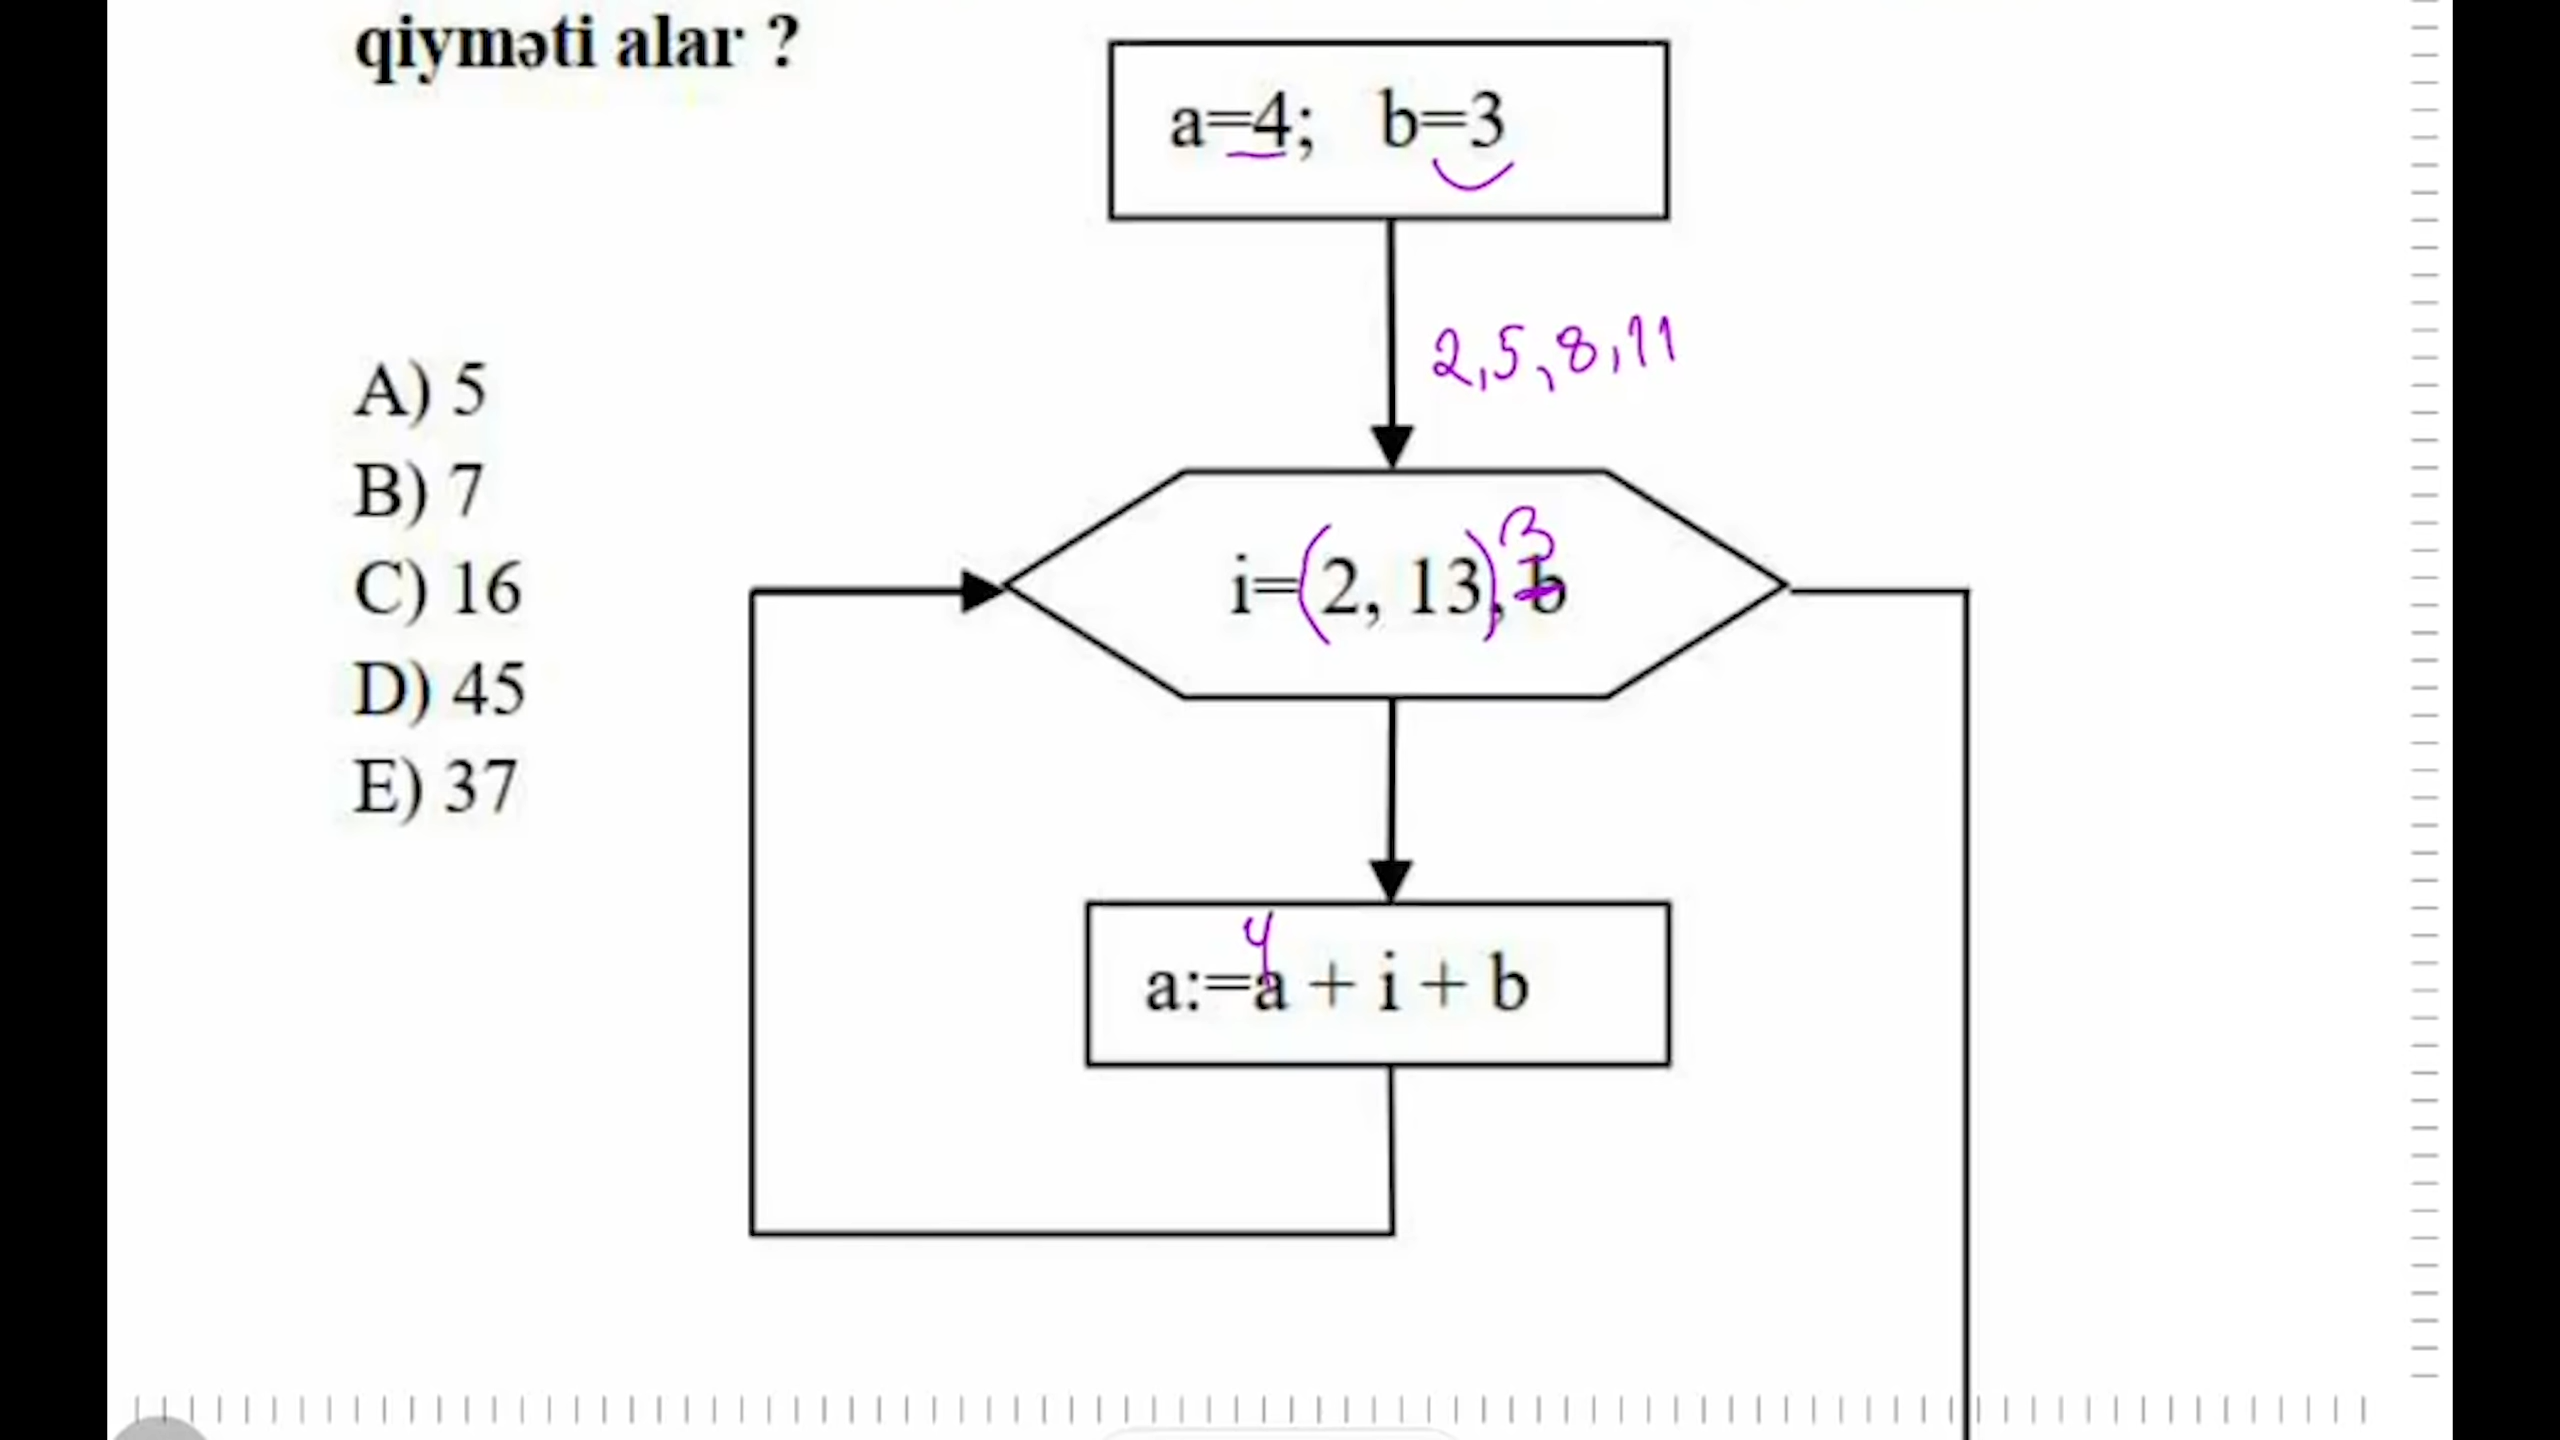 qiyməti alar ?
a=4; b=3
2,5,8,11
A) 5
B) 7
C) 16
D) 45
E) 37
3
i=(2, 13), b
4
a:=a + i + b